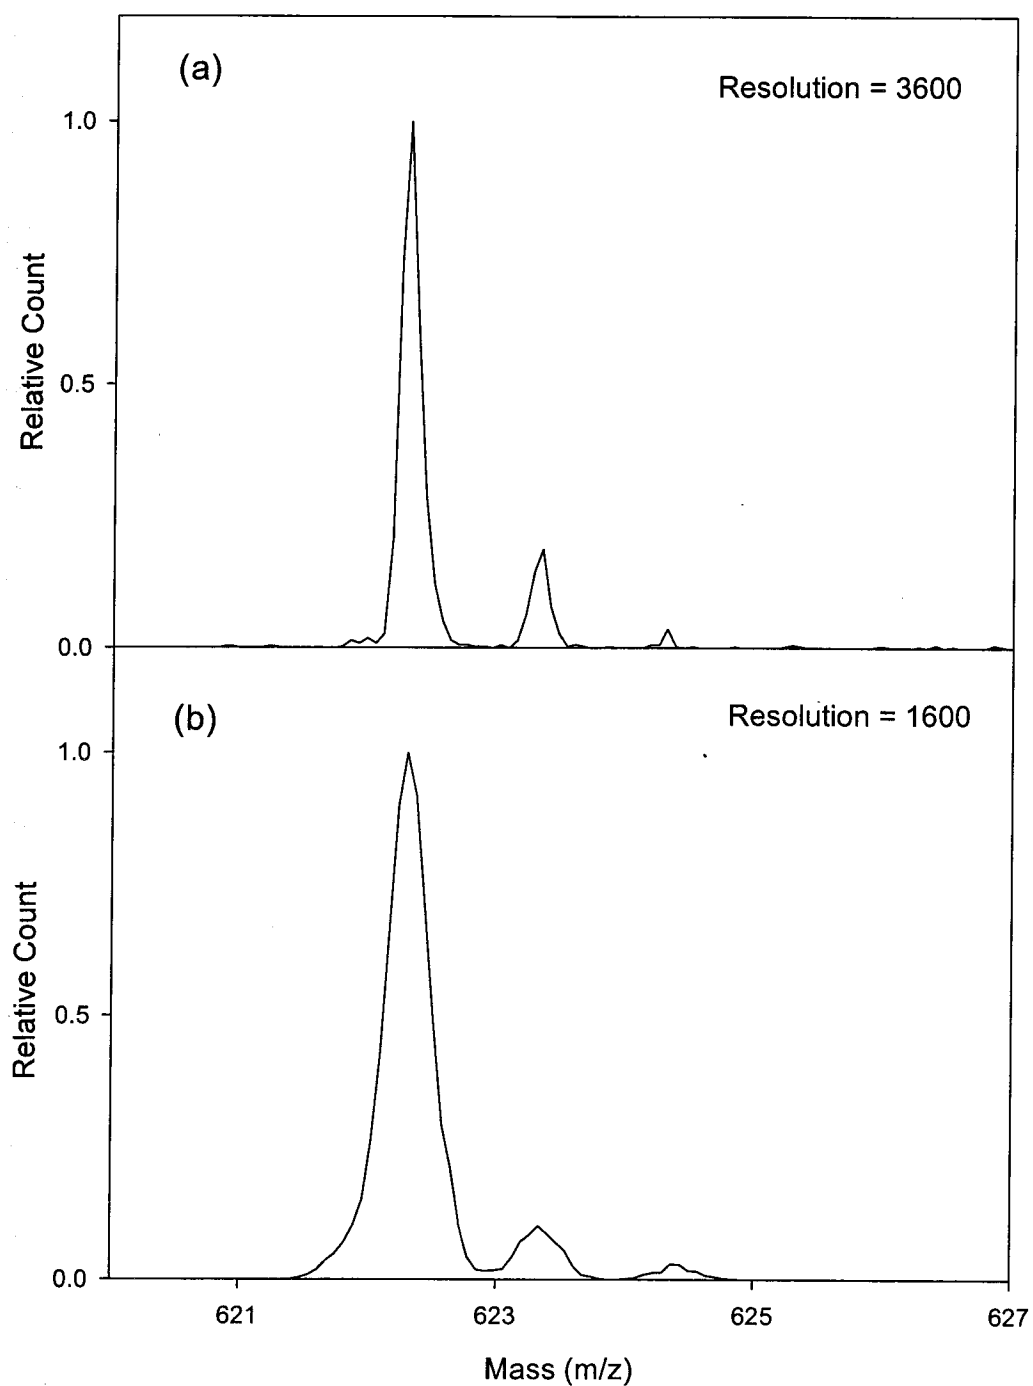 (a)
Resolution = 3600
1.0
0.5
0.0
Relative Count
(b)
Resolution = 1600
1.0
0.5
0.0
Relative Count
621 623 625 627
Mass (m/z)